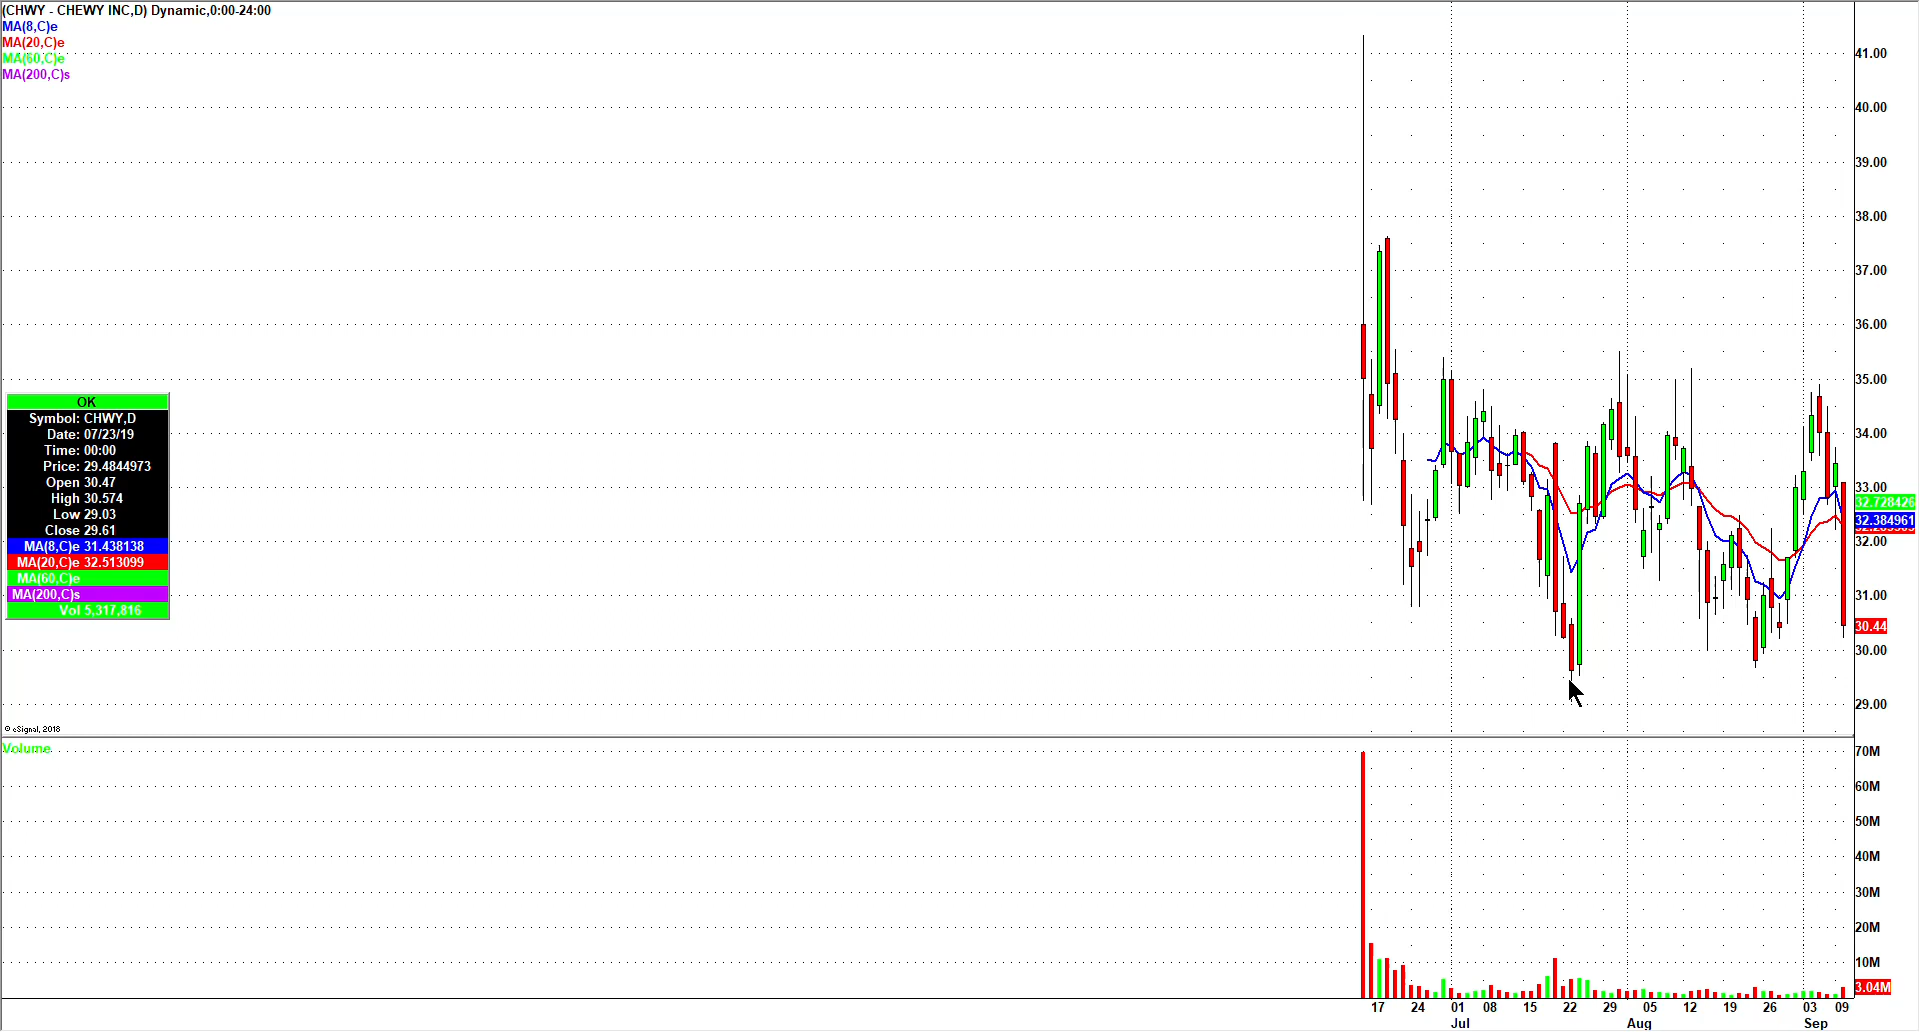 (CHWY - CHEWY INC,D) Dynamic,0:00-24:00
MA(8,C)e
MA(20,C)e
MA(60,C)e
MA(200,C)s
41.00
40.00
39.00
38.00
37.00
36.00
35.00
34.00
33.00
32.728426
32.384961
32.00
31.00
30.44
30.00
29.00
OK
Symbol: CHWY,D
Date: 07/23/19
Time: 00:00
Price: 29.4844973
Open 30.47
High 30.574
Low 29.03
Close 29.61
MA(8,C)e 31.438138
MA(20,C)e 32.513099
MA(60,C)e
MA(200,C)s
Vol 5,317,816
© eSignal, 2018
Volume
70M
60M
50M
40M
30M
20M
10M
3.04M
17 24 01 08 15 22 29 05 12 19 26 03 09
Jul Aug Sep